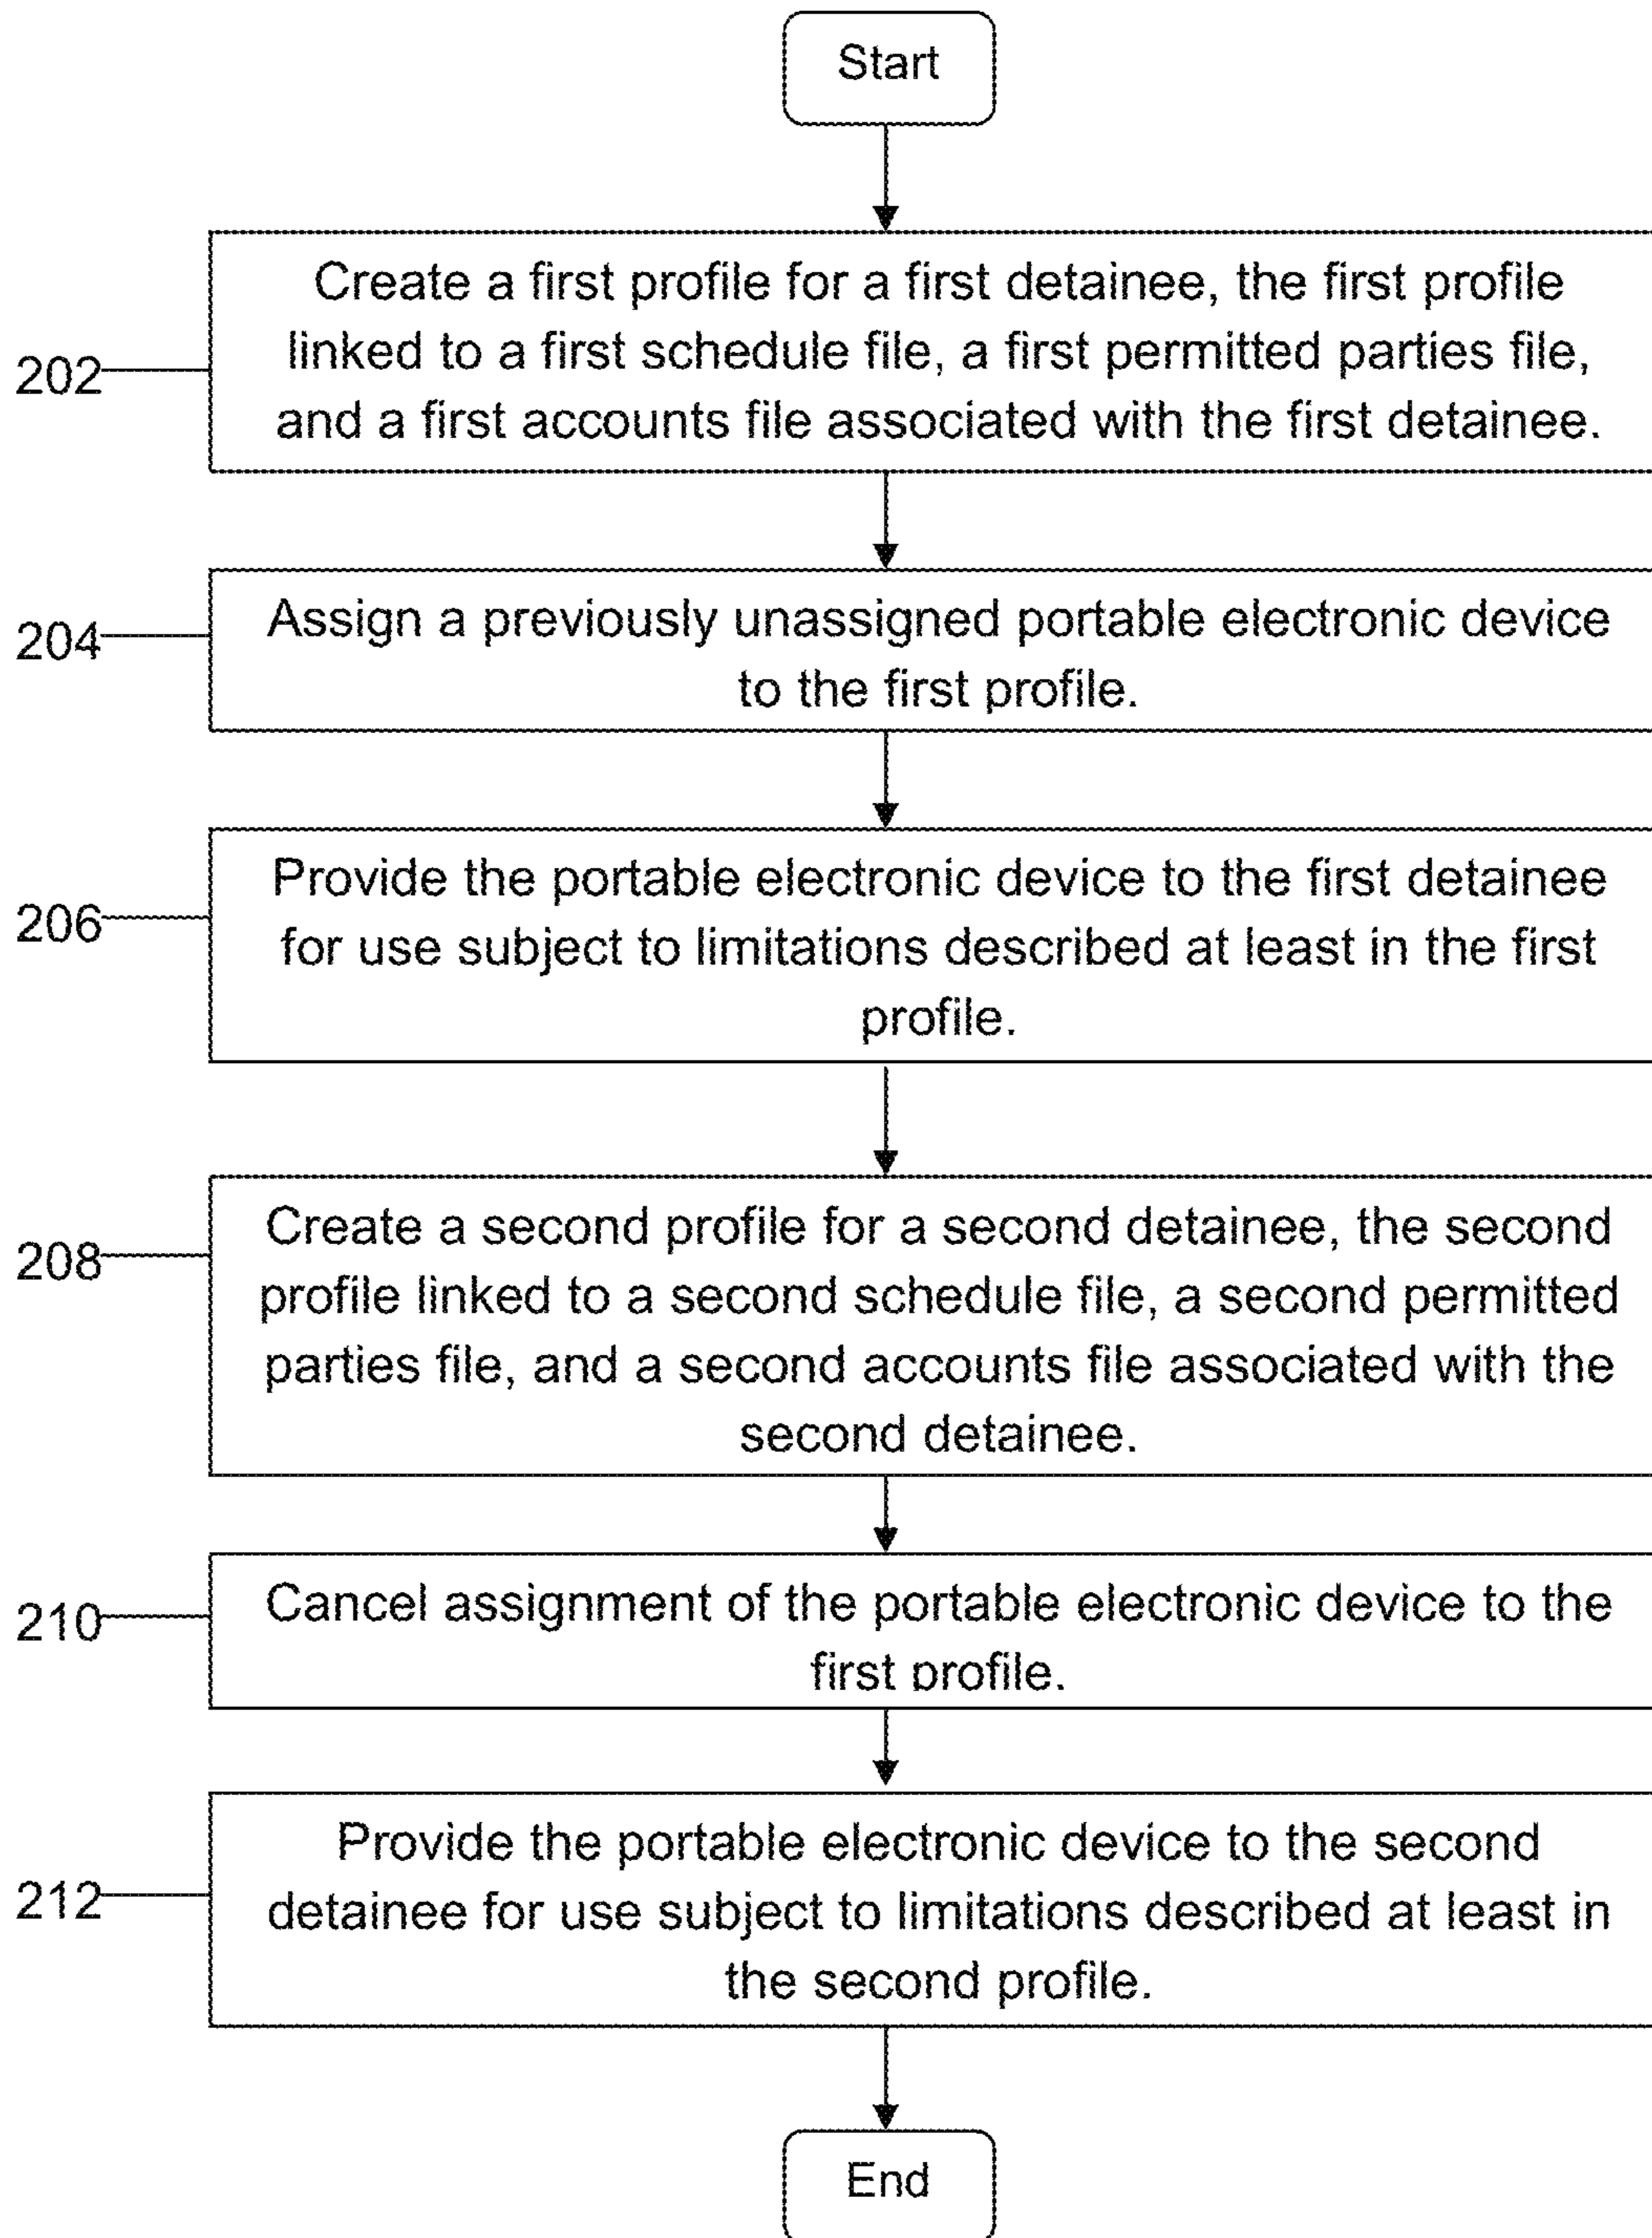 Start
202
Create a first profile for a first detainee, the first profile
linked to a first schedule file, a first permitted parties file,
and a first accounts file associated with the first detainee.
204
Assign a previously unassigned portable electronic device
to the first profile.
206
Provide the portable electronic device to the first detainee
for use subject to limitations described at least in the first
profile.
208
Create a second profile for a second detainee, the second
profile linked to a second schedule file, a second permitted
parties file, and a second accounts file associated with the
second detainee.
210
Cancel assignment of the portable electronic device to the
first profile.
212
Provide the portable electronic device to the second
detainee for use subject to limitations described at least in
the second profile.
End